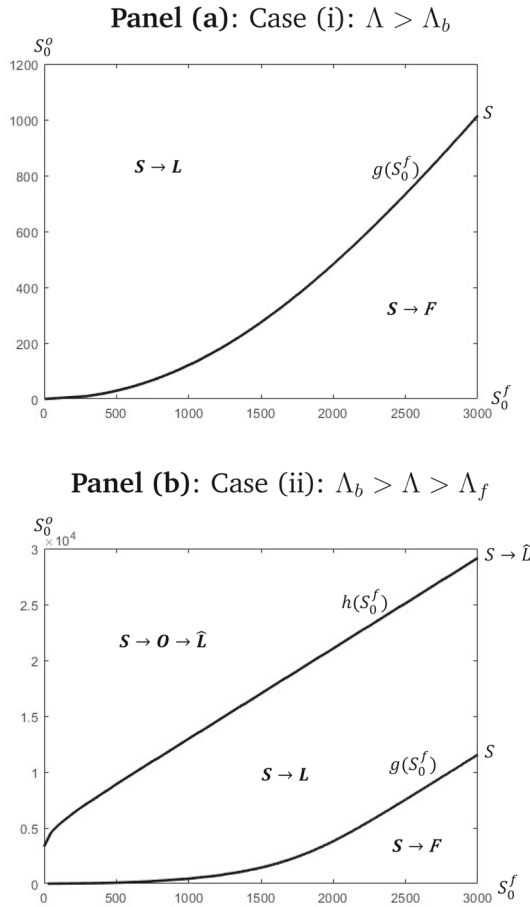 Panel (a): Case (i): Λ > Λ_b
S_0^o
1200
1000
800
600
400
200
0
S
g(S_0^f)
S → L
S → F
S_0^f
0 500 1000 1500 2000 2500 3000
Panel (b): Case (ii): Λ_b > Λ > Λ_f
S_0^o
× 10^4
3
2.5
2
1.5
1
0.5
0
S → L̂
h(S_0^f)
S → O → L̂
S
g(S_0^f)
S → L
S → F
S_0^f
0 500 1000 1500 2000 2500 3000